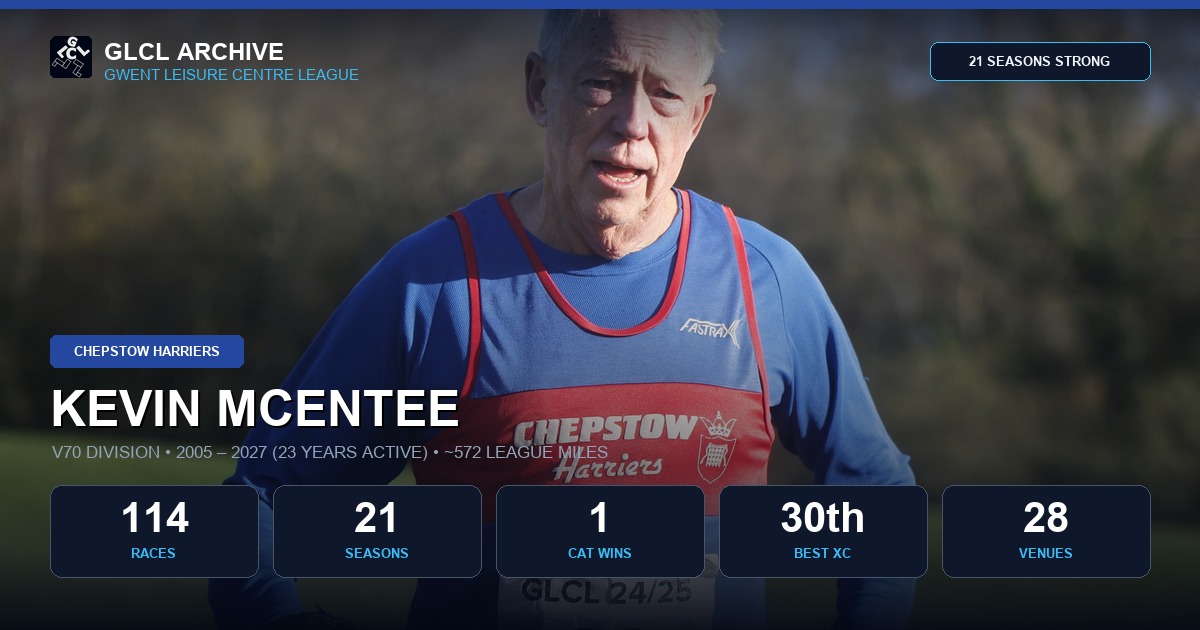 GLCL ARCHIVE
GWENT LEISURE CENTRE LEAGUE
21 SEASONS STRONG
FASTRAX
CHEPSTOW HARRIERS
KEVIN MCENTEE
CHEPSTOW
Harriers
V70 DIVISION • 2005 – 2027 (23 YEARS ACTIVE) • ~572 LEAGUE MILES
114
RACES
21
SEASONS
1
CAT WINS
30th
BEST XC
28
VENUES
GLCL 24/25